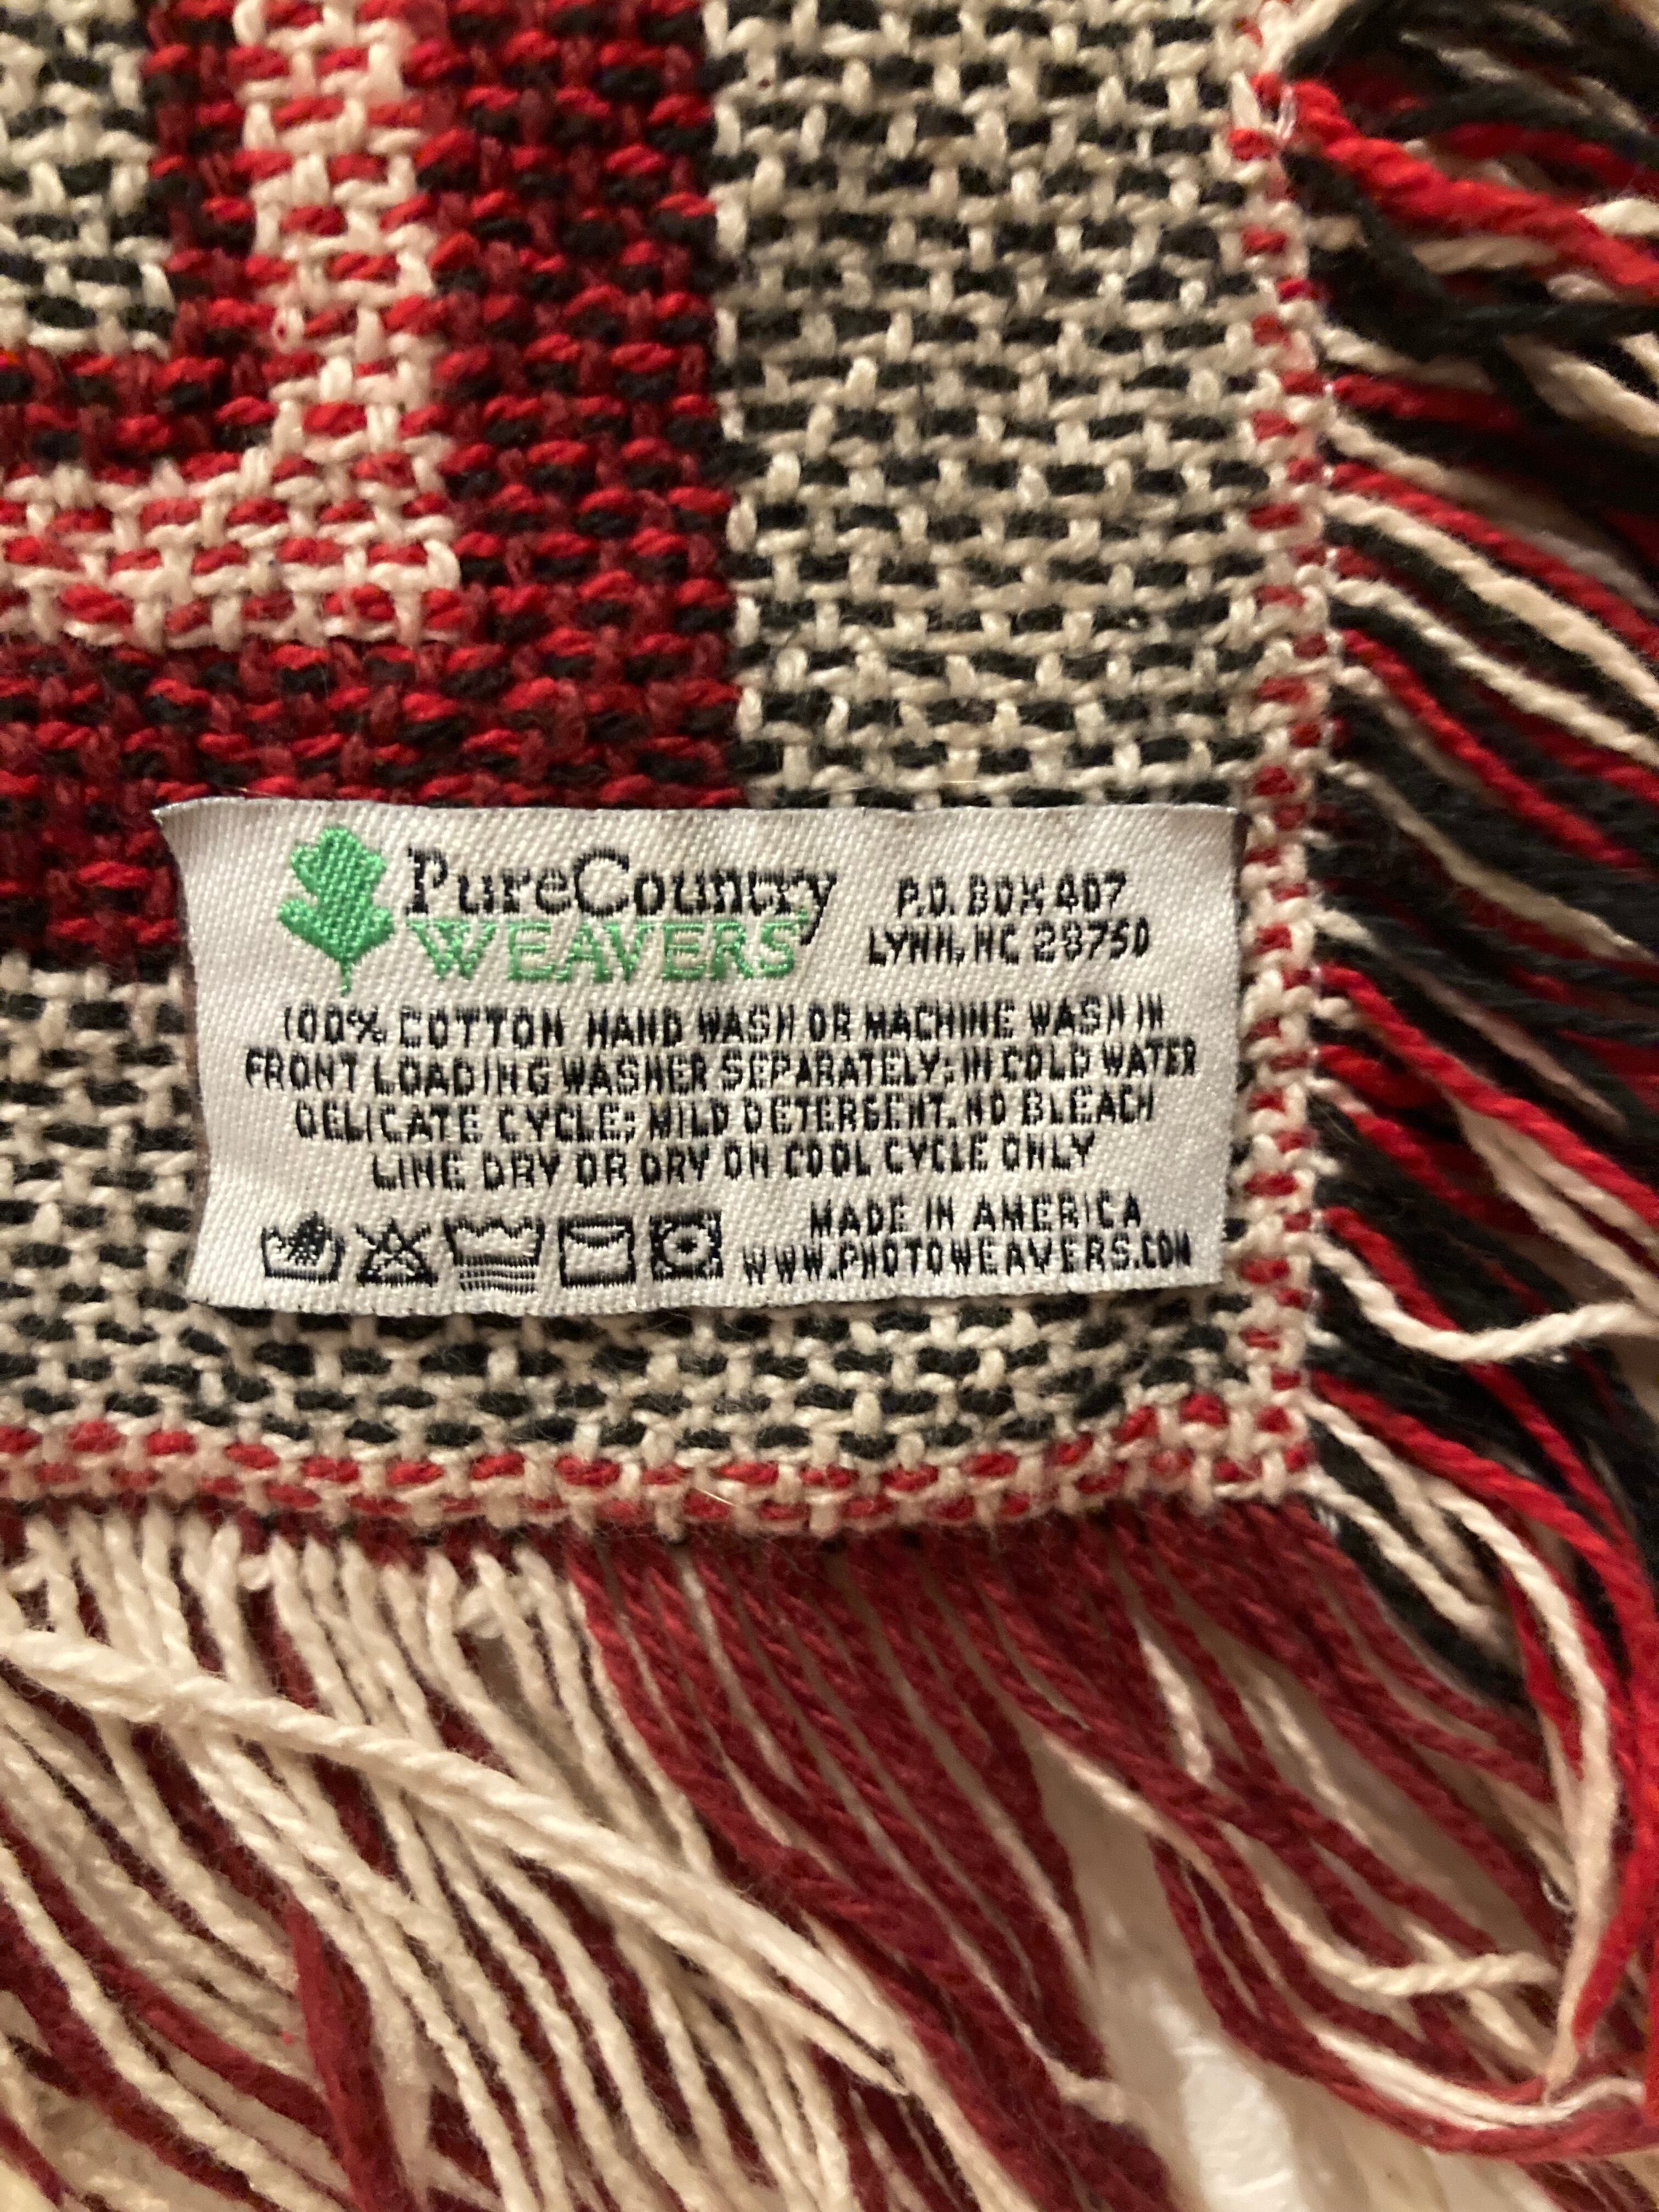 PureCountry
WEAVERS
P.O. BOX 407
LYNN, NC 28750
100% COTTON HAND WASH OR MACHINE WASH IN
FRONT LOADING WASHER SEPARATELY; IN COLD WATER
DELICATE CYCLE; MILD DETERGENT. NO BLEACH
LINE DRY OR DRY ON COOL CYCLE ONLY
MADE IN AMERICA
WWW.PHOTOWEAVERS.COM